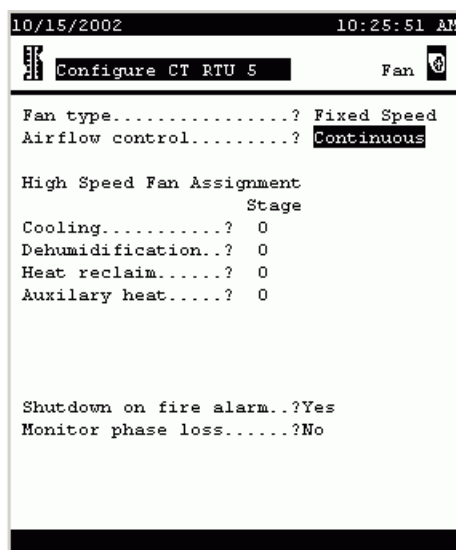 10/15/2002 10:25:51 AM
Configure CT RTU 5 Fan
Fan type................? Fixed Speed
Airflow control.........? Continuous
High Speed Fan Assignment
Stage
Cooling...........? 0
Dehumidification..? 0
Heat reclaim......? 0
Auxilary heat.....? 0
Shutdown on fire alarm..?Yes
Monitor phase loss......?No